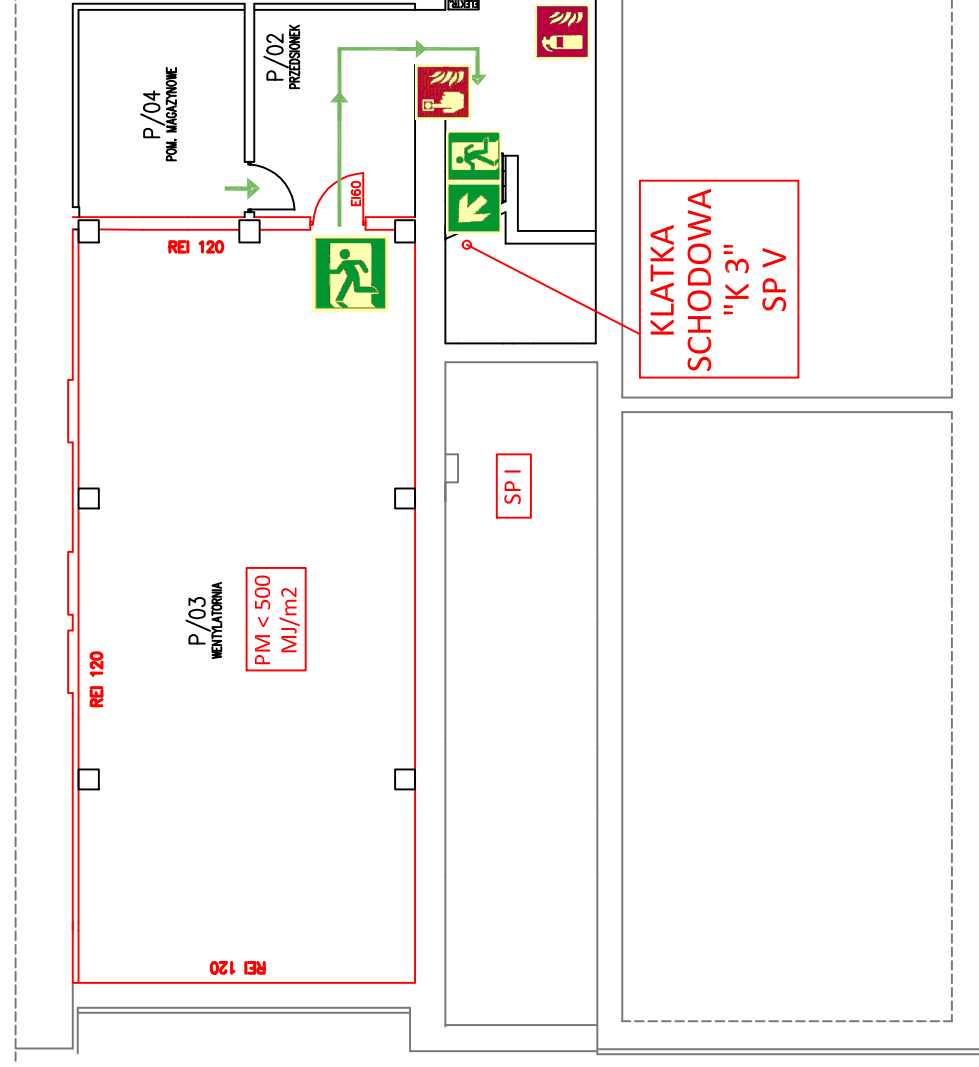 ELEKTR.
P/02
PRZEDSIONEK
P/04
POM. MAGAZYNOWE
EI60
REI 120
KLATKA
SCHODOWA
"K 3"
SP V
SP I
P/03
WENTYLATORNIA
PM < 500
MJ/m2
REI 120
REI 120